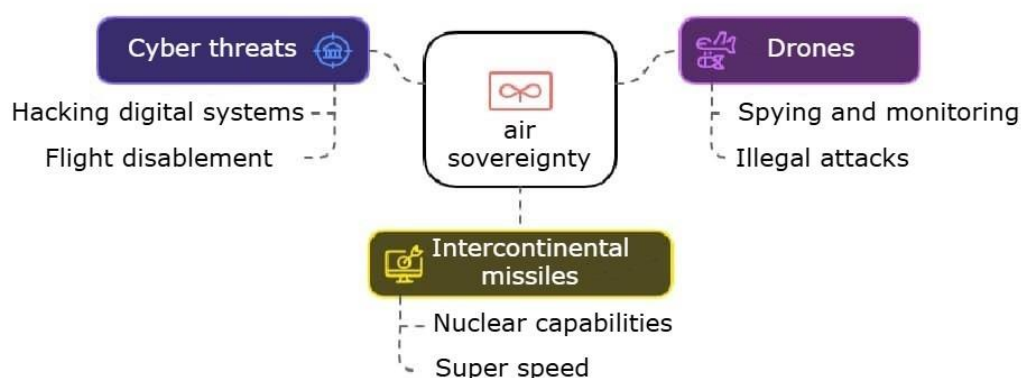 Cyber threats
Hacking digital systems
Flight disablement
air
sovereignty
Drones
Spying and monitoring
Illegal attacks
Intercontinental
missiles
Nuclear capabilities
Super speed